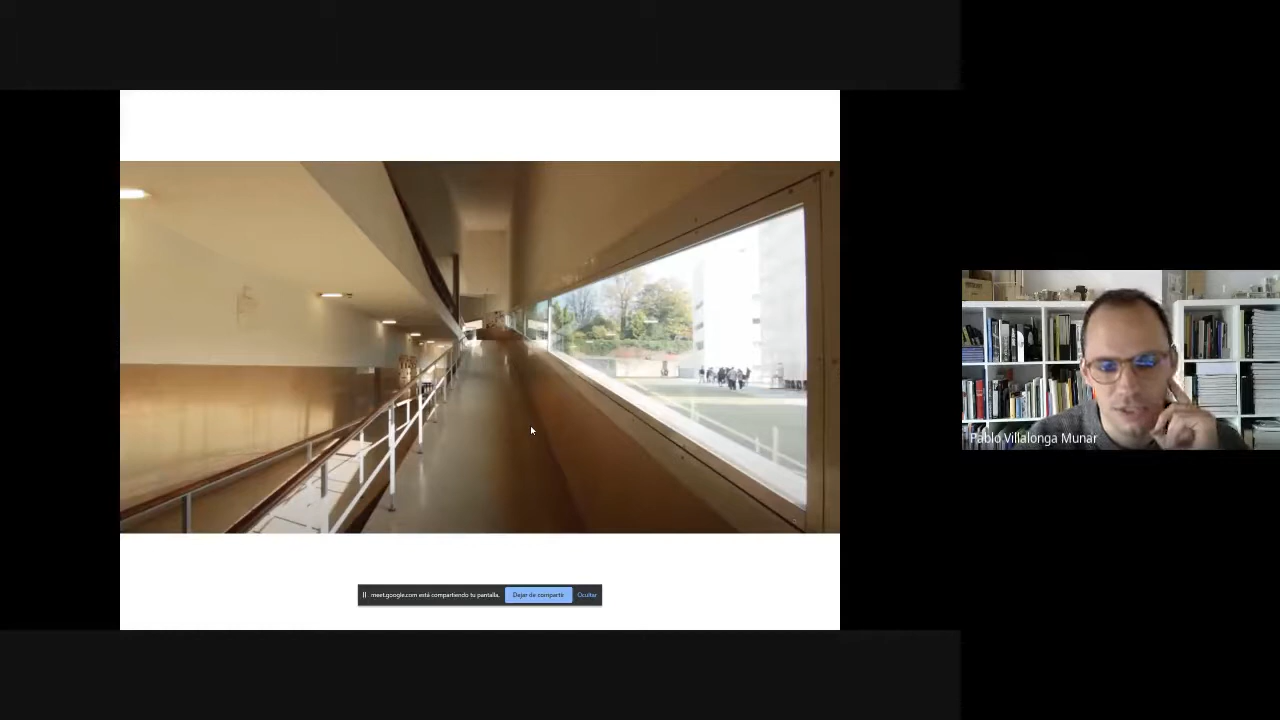 Pablo Villalonga Munar
meet.google.com está compartiendo tu pantalla.
Dejar de compartir
Ocultar